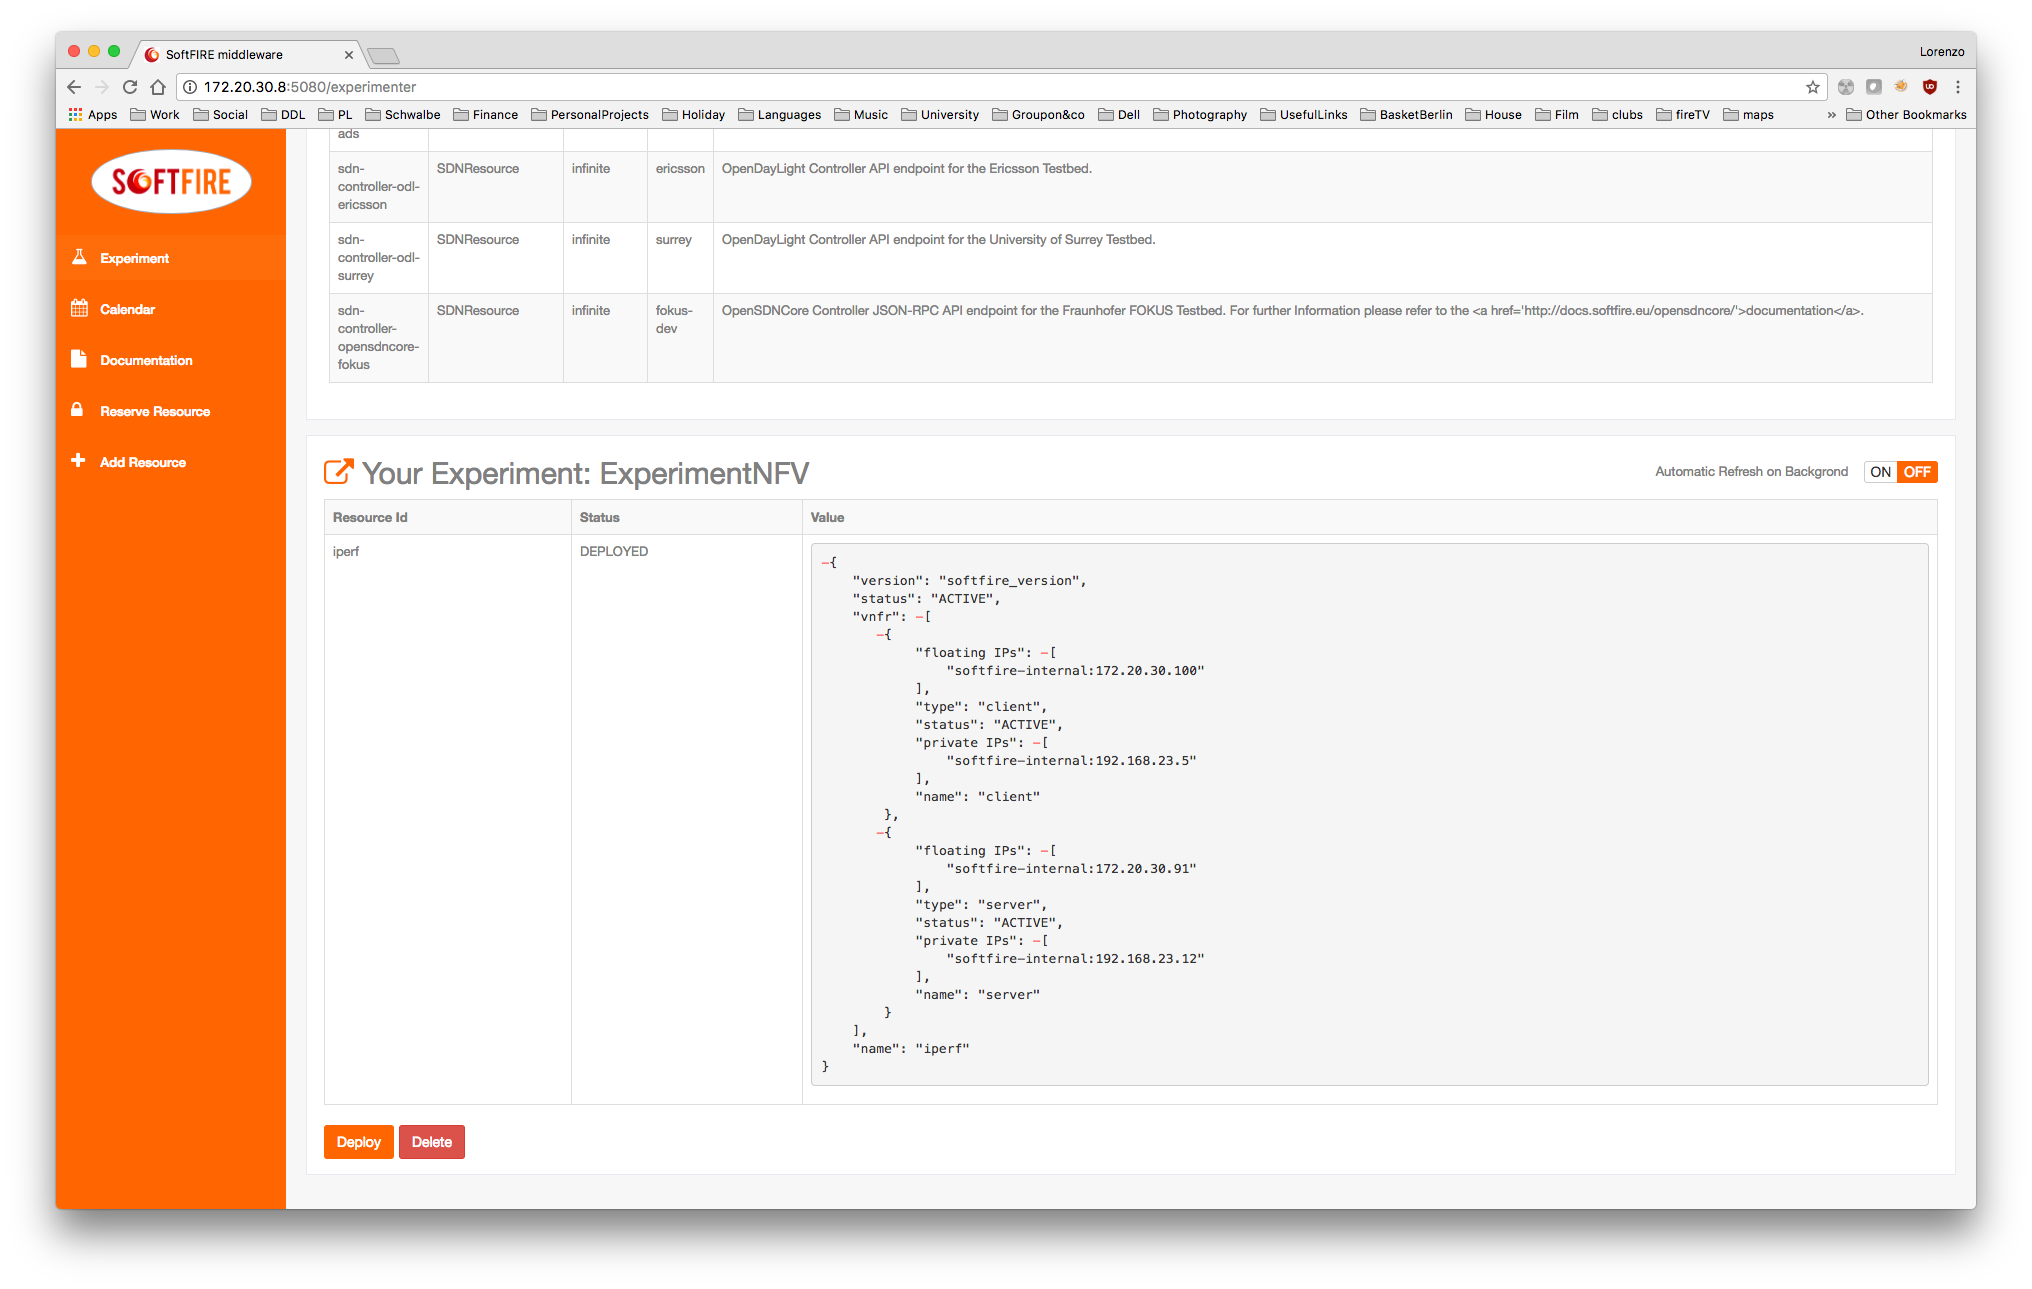 SoftFIRE middleware
Lorenzo
172.20.30.8:5080/experimenter
Apps Work Social DDL PL Schwalbe Finance PersonalProjects Holiday Languages Music University Groupon&co Dell Photography UsefulLinks BasketBerlin House Film clubs fireTV maps » Other Bookmarks
SOFTFIRE
Experiment
Calendar
Documentation
Reserve Resource
Add Resource
ads
sdn-controller-odl-ericsson SDNResource infinite ericsson OpenDayLight Controller API endpoint for the Ericsson Testbed.
sdn-controller-odl-surrey SDNResource infinite surrey OpenDayLight Controller API endpoint for the University of Surrey Testbed.
sdn-controller-opensdncore-fokus SDNResource infinite fokus-dev OpenSDNCore Controller JSON-RPC API endpoint for the Fraunhofer FOKUS Testbed. For further Information please refer to the <a href='http://docs.softfire.eu/opensdncore/'>documentation</a>.
Your Experiment: ExperimentNFV
Automatic Refresh on Backgrond ON OFF
Resource Id Status Value
iperf DEPLOYED
−{
"version": "softfire_version",
"status": "ACTIVE",
"vnfr": −[
−{
"floating IPs": −[
"softfire-internal:172.20.30.100"
],
"type": "client",
"status": "ACTIVE",
"private IPs": −[
"softfire-internal:192.168.23.5"
],
"name": "client"
},
−{
"floating IPs": −[
"softfire-internal:172.20.30.91"
],
"type": "server",
"status": "ACTIVE",
"private IPs": −[
"softfire-internal:192.168.23.12"
],
"name": "server"
}
],
"name": "iperf"
}
Deploy Delete